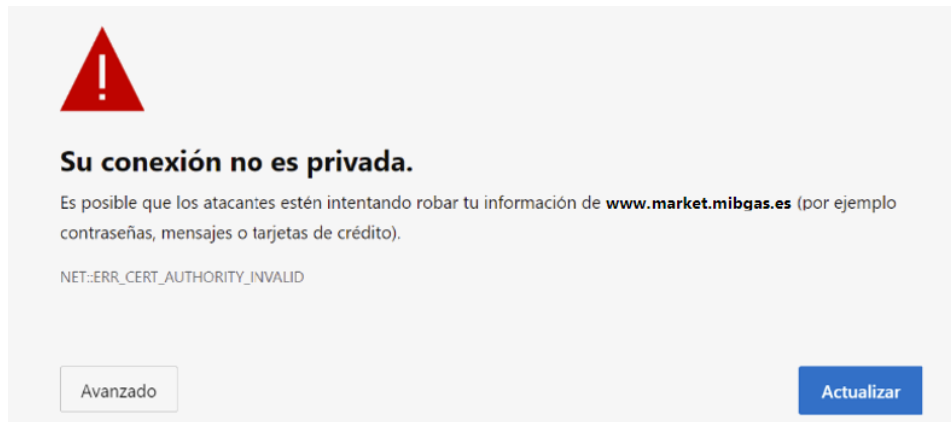 Su conexión no es privada.
Es posible que los atacantes estén intentando robar tu información de www.market.mibgas.es (por ejemplo
contraseñas, mensajes o tarjetas de crédito).
NET::ERR_CERT_AUTHORITY_INVALID
Avanzado
Actualizar